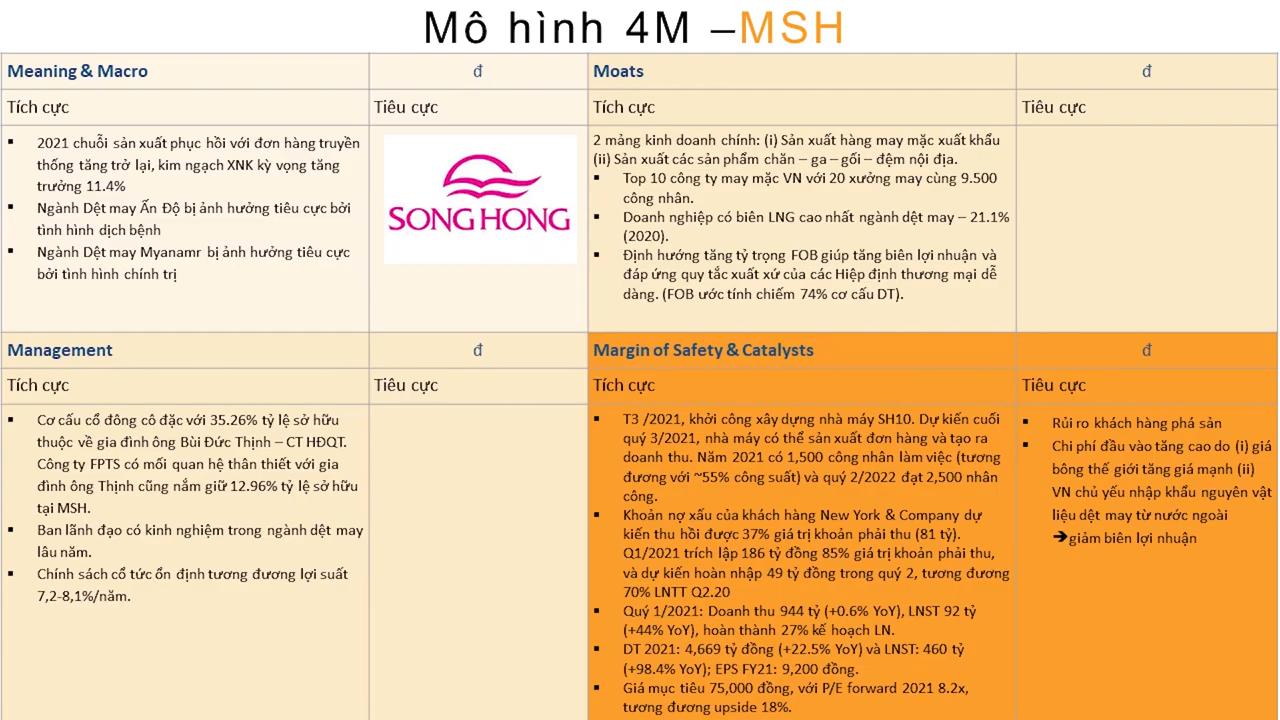 Mô hình 4M –MSH
Meaning & Macro
đ
Moats
đ
Tích cực
Tiêu cực
Tích cực
Tiêu cực
▪ 2021 chuỗi sản xuất phục hồi với đơn hàng truyền
thống tăng trở lại, kim ngạch XNK kỳ vọng tăng
trưởng 11.4%
▪ Ngành Dệt may Ấn Độ bị ảnh hưởng tiêu cực bởi
tình hình dịch bệnh
▪ Ngành Dệt may Myanamr bị ảnh hưởng tiêu cực
bởi tình hình chính trị
SONG HONG
2 mảng kinh doanh chính: (i) Sản xuất hàng may mặc xuất khẩu
(ii) Sản xuất các sản phẩm chăn – ga – gối – đệm nội địa.
▪ Top 10 công ty may mặc VN với 20 xưởng may cùng 9.500
công nhân.
▪ Doanh nghiệp có biên LNG cao nhất ngành dệt may – 21.1%
(2020).
▪ Định hướng tăng tỷ trọng FOB giúp tăng biên lợi nhuận và
đáp ứng quy tắc xuất xứ của các Hiệp định thương mại dễ
dàng. (FOB ước tính chiếm 74% cơ cấu DT).
Management
đ
Margin of Safety & Catalysts
đ
Tích cực
Tiêu cực
Tích cực
Tiêu cực
▪ Cơ cấu cổ đông cô đặc với 35.26% tỷ lệ sở hữu
thuộc về gia đình ông Bùi Đức Thịnh – CT HĐQT.
Công ty FPTS có mối quan hệ thân thiết với gia
đình ông Thịnh cũng nắm giữ 12.96% tỷ lệ sở hữu
tại MSH.
▪ Ban lãnh đạo có kinh nghiệm trong ngành dệt may
lâu năm.
▪ Chính sách cổ tức ổn định tương đương lợi suất
7,2-8,1%/năm.
▪ T3 /2021, khởi công xây dựng nhà máy SH10. Dự kiến cuối
quý 3/2021, nhà máy có thể sản xuất đơn hàng và tạo ra
doanh thu. Năm 2021 có 1,500 công nhân làm việc (tương
đương với ~55% công suất) và quý 2/2022 đạt 2,500 nhân
công.
▪ Khoản nợ xấu của khách hàng New York & Company dự
kiến thu hồi được 37% giá trị khoản phải thu (81 tỷ).
Q1/2021 trích lập 186 tỷ đồng 85% giá trị khoản phải thu,
và dự kiến hoàn nhập 49 tỷ đồng trong quý 2, tương đương
70% LNTT Q2.20
▪ Quý 1/2021: Doanh thu 944 tỷ (+0.6% YoY), LNST 92 tỷ
(+44% YoY), hoàn thành 27% kế hoạch LN.
▪ DT 2021: 4,669 tỷ đồng (+22.5% YoY) và LNST: 460 tỷ
(+98.4% YoY); EPS FY21: 9,200 đồng.
▪ Giá mục tiêu 75,000 đồng, với P/E forward 2021 8.2x,
tương đương upside 18%.
▪ Rủi ro khách hàng phá sản
▪ Chi phí đầu vào tăng cao do (i) giá
bông thế giới tăng giá mạnh (ii)
VN chủ yếu nhập khẩu nguyên vật
liệu dệt may từ nước ngoài
➔giảm biên lợi nhuận